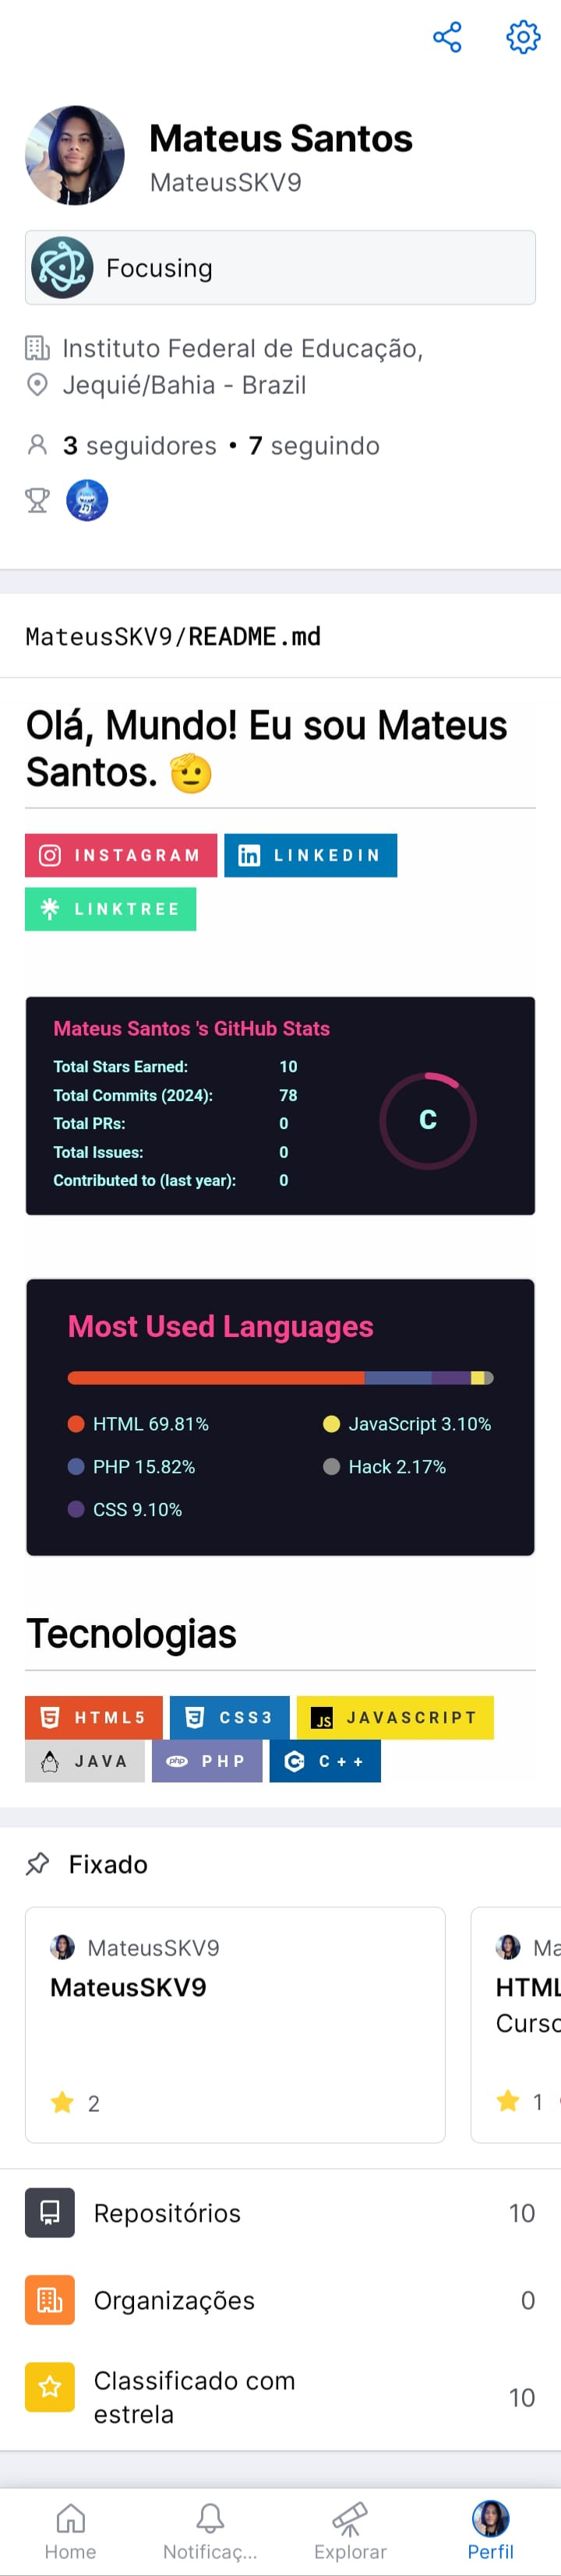 Mateus Santos
MateusSKV9
Focusing
Instituto Federal de Educação,
Jequié/Bahia - Brazil
3 seguidores • 7 seguindo
MateusSKV9/README.md
Olá, Mundo! Eu sou Mateus
Santos. 🫡
INSTAGRAM LINKEDIN
LINKTREE
Mateus Santos 's GitHub Stats
Total Stars Earned: 10
Total Commits (2024): 78
Total PRs: 0
Total Issues: 0
Contributed to (last year): 0
C
Most Used Languages
HTML 69.81% JavaScript 3.10%
PHP 15.82% Hack 2.17%
CSS 9.10%
Tecnologias
HTML5 CSS3 JS JAVASCRIPT
JAVA php PHP C++
Fixado
MateusSKV9 Ma
MateusSKV9 HTML
Curso
2 1
Repositórios 10
Organizações 0
Classificado com
estrela 10
Home Notificaç... Explorar Perfil